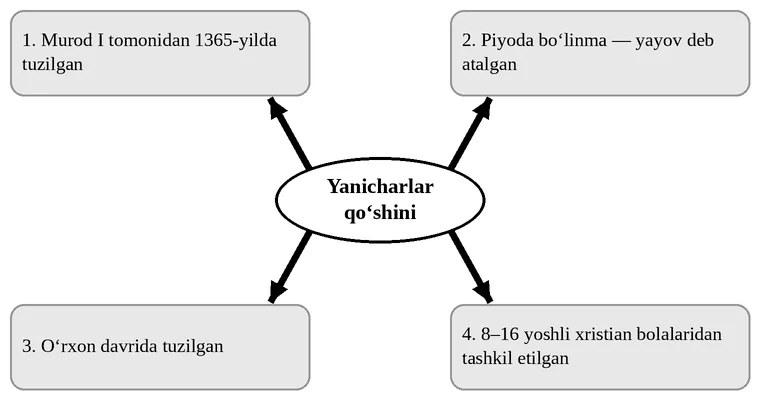 1. Murod I tomonidan 1365-yilda
tuzilgan
2. Piyoda bo‘linma — yayov deb
atalgan
Yanicharlar
qo‘shini
3. O‘rxon davrida tuzilgan
4. 8–16 yoshli xristian bolalaridan
tashkil etilgan